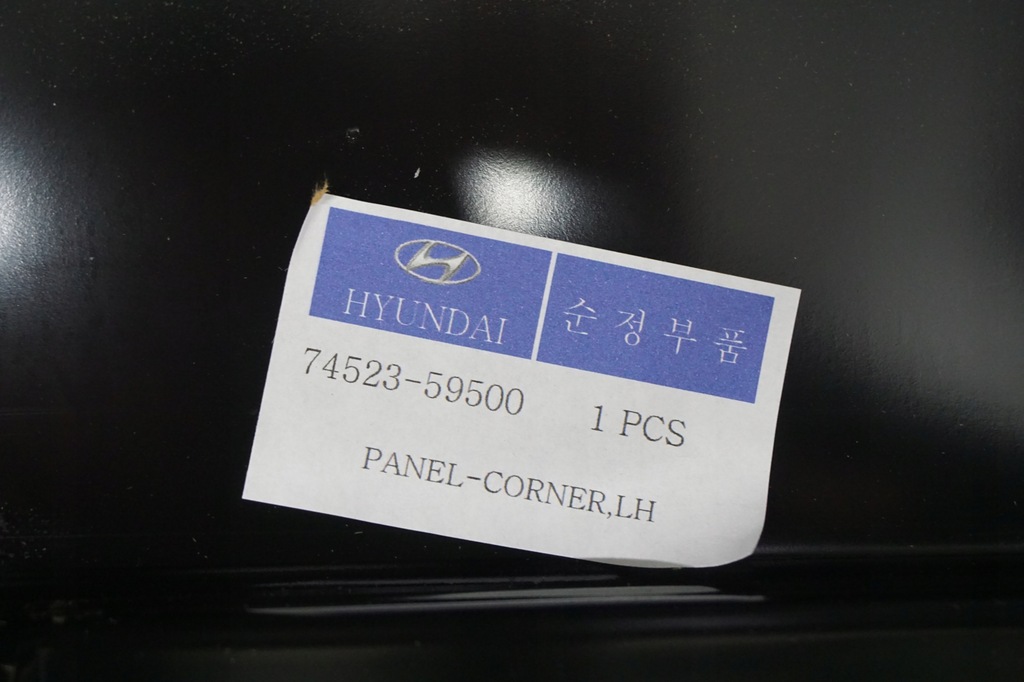 HYUNDAI
순정부품
74523-59500 1 PCS
PANEL-CORNER,LH